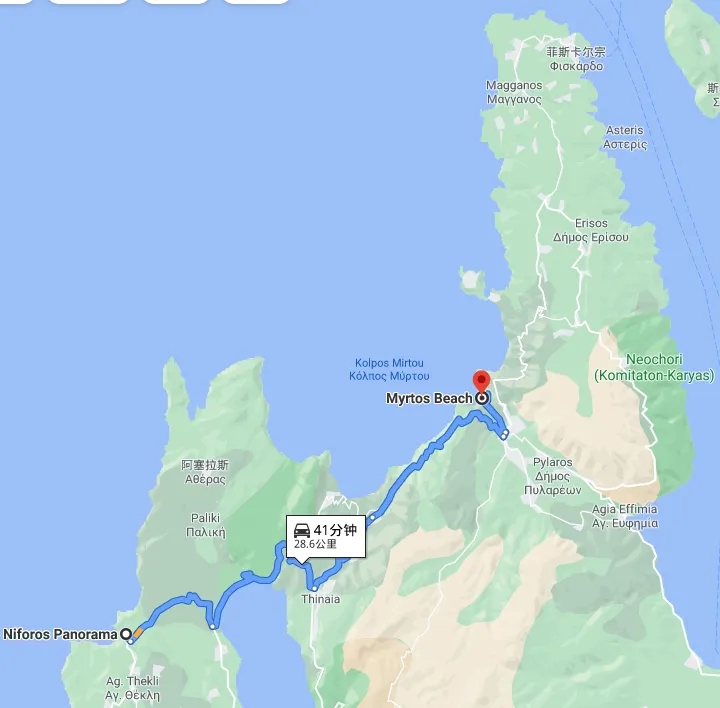 菲斯卡尔宗
Φισκάρδο
Magganos
Μαγγανος
斯
Σ
Asteris
Αστερίς
Erisos
Δήμος Ερίσου
Kolpos Mirtou
Κόλπος Μύρτου
Neochori
(Komitaton-Karyas)
Myrtos Beach
Pylaros
Δήμος
Πυλαρέων
阿塞拉斯
Αθέρας
Agia Effimia
Αγ. Ευφημια
Paliki
Παλική
41分钟
28.6公里
Thinaia
Niforos Panorama
Ag. Thekli
Αγ. Θέκλη